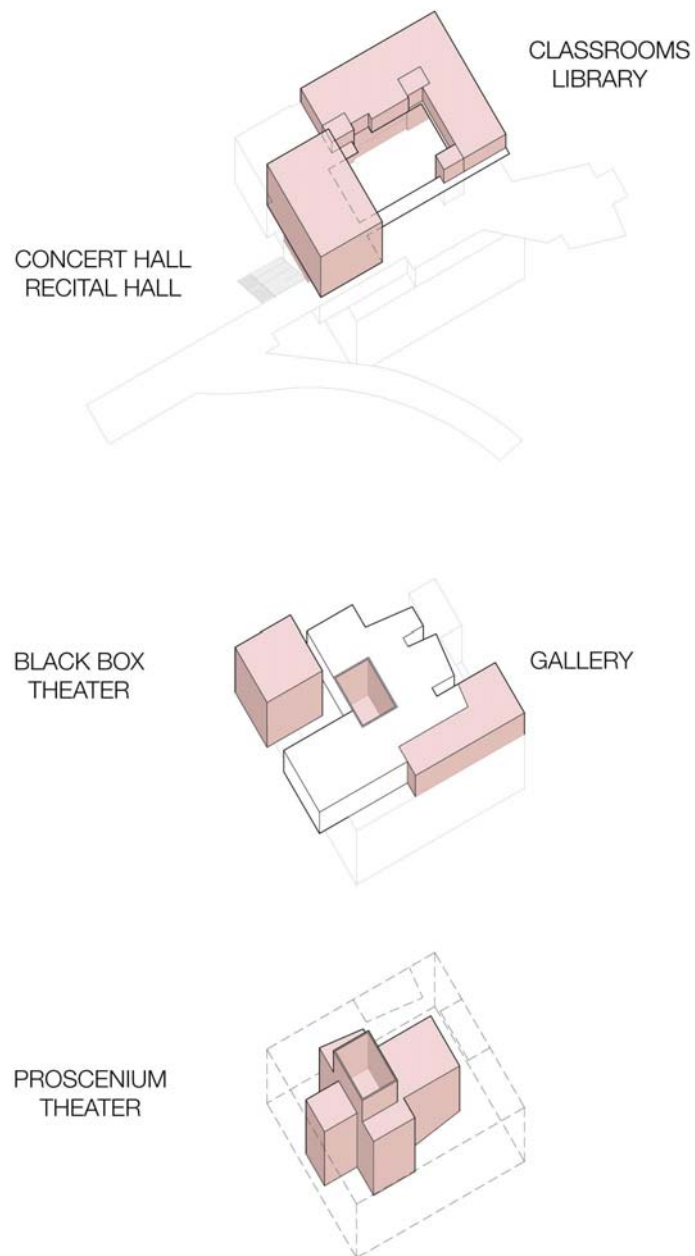 CLASSROOMS
LIBRARY
CONCERT HALL
RECITAL HALL
BLACK BOX
THEATER
GALLERY
PROSCENIUM
THEATER